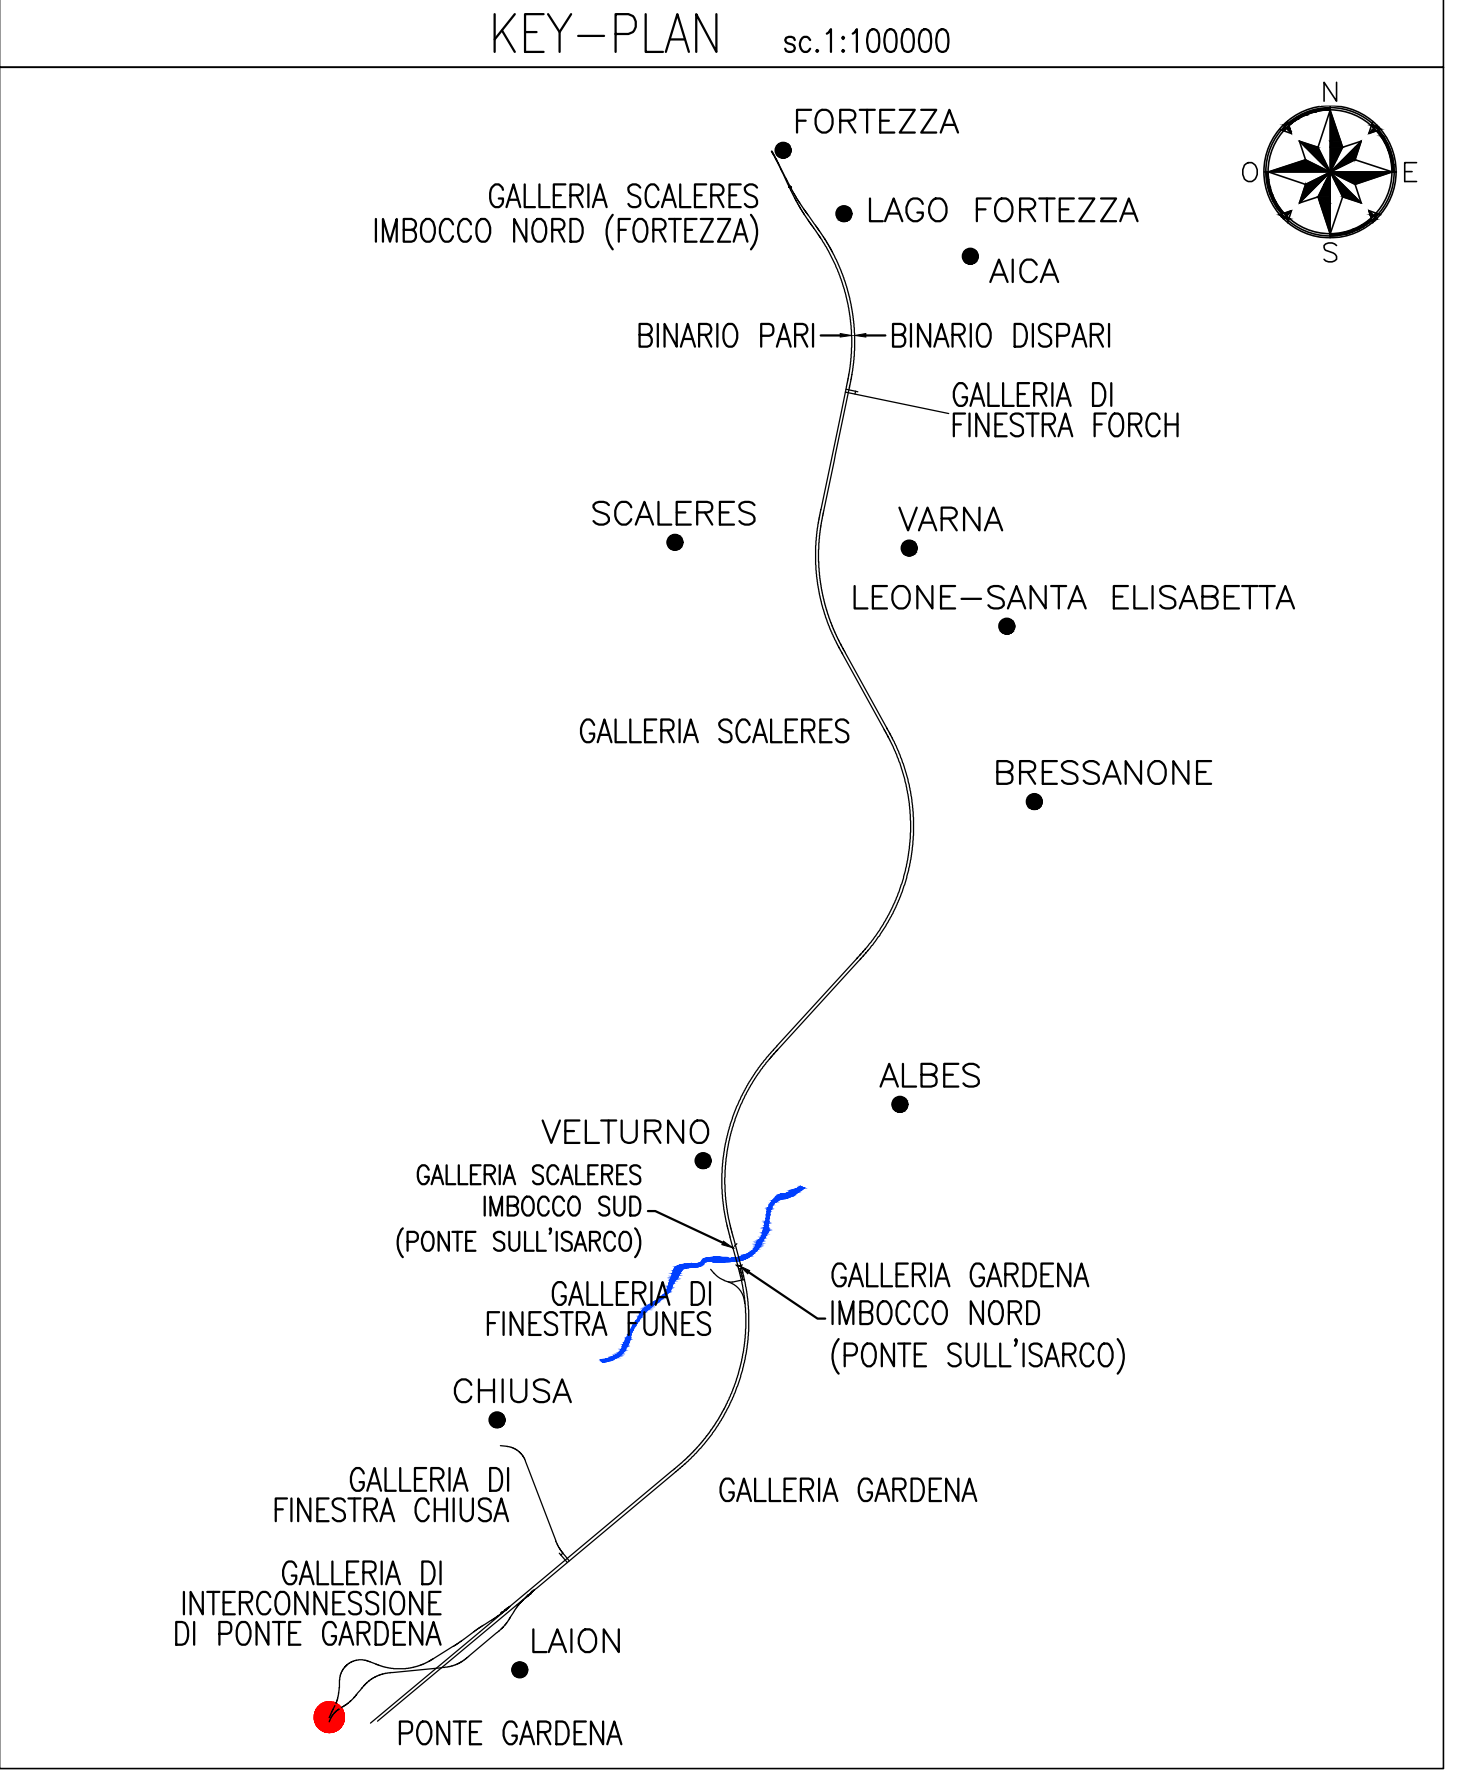 KEY-PLAN sc.1:100000
N
O
E
S
FORTEZZA
GALLERIA SCALERES
IMBOCCO NORD (FORTEZZA)
LAGO FORTEZZA
AICA
BINARIO PARI
BINARIO DISPARI
GALLERIA DI
FINESTRA FORCH
SCALERES
VARNA
LEONE-SANTA ELISABETTA
GALLERIA SCALERES
BRESSANONE
ALBES
VELTURNO
GALLERIA SCALERES
IMBOCCO SUD
(PONTE SULL'ISARCO)
GALLERIA DI
FINESTRA FUNES
GALLERIA GARDENA
IMBOCCO NORD
(PONTE SULL'ISARCO)
CHIUSA
GALLERIA DI
FINESTRA CHIUSA
GALLERIA GARDENA
GALLERIA DI
INTERCONNESSIONE
DI PONTE GARDENA
LAION
PONTE GARDENA